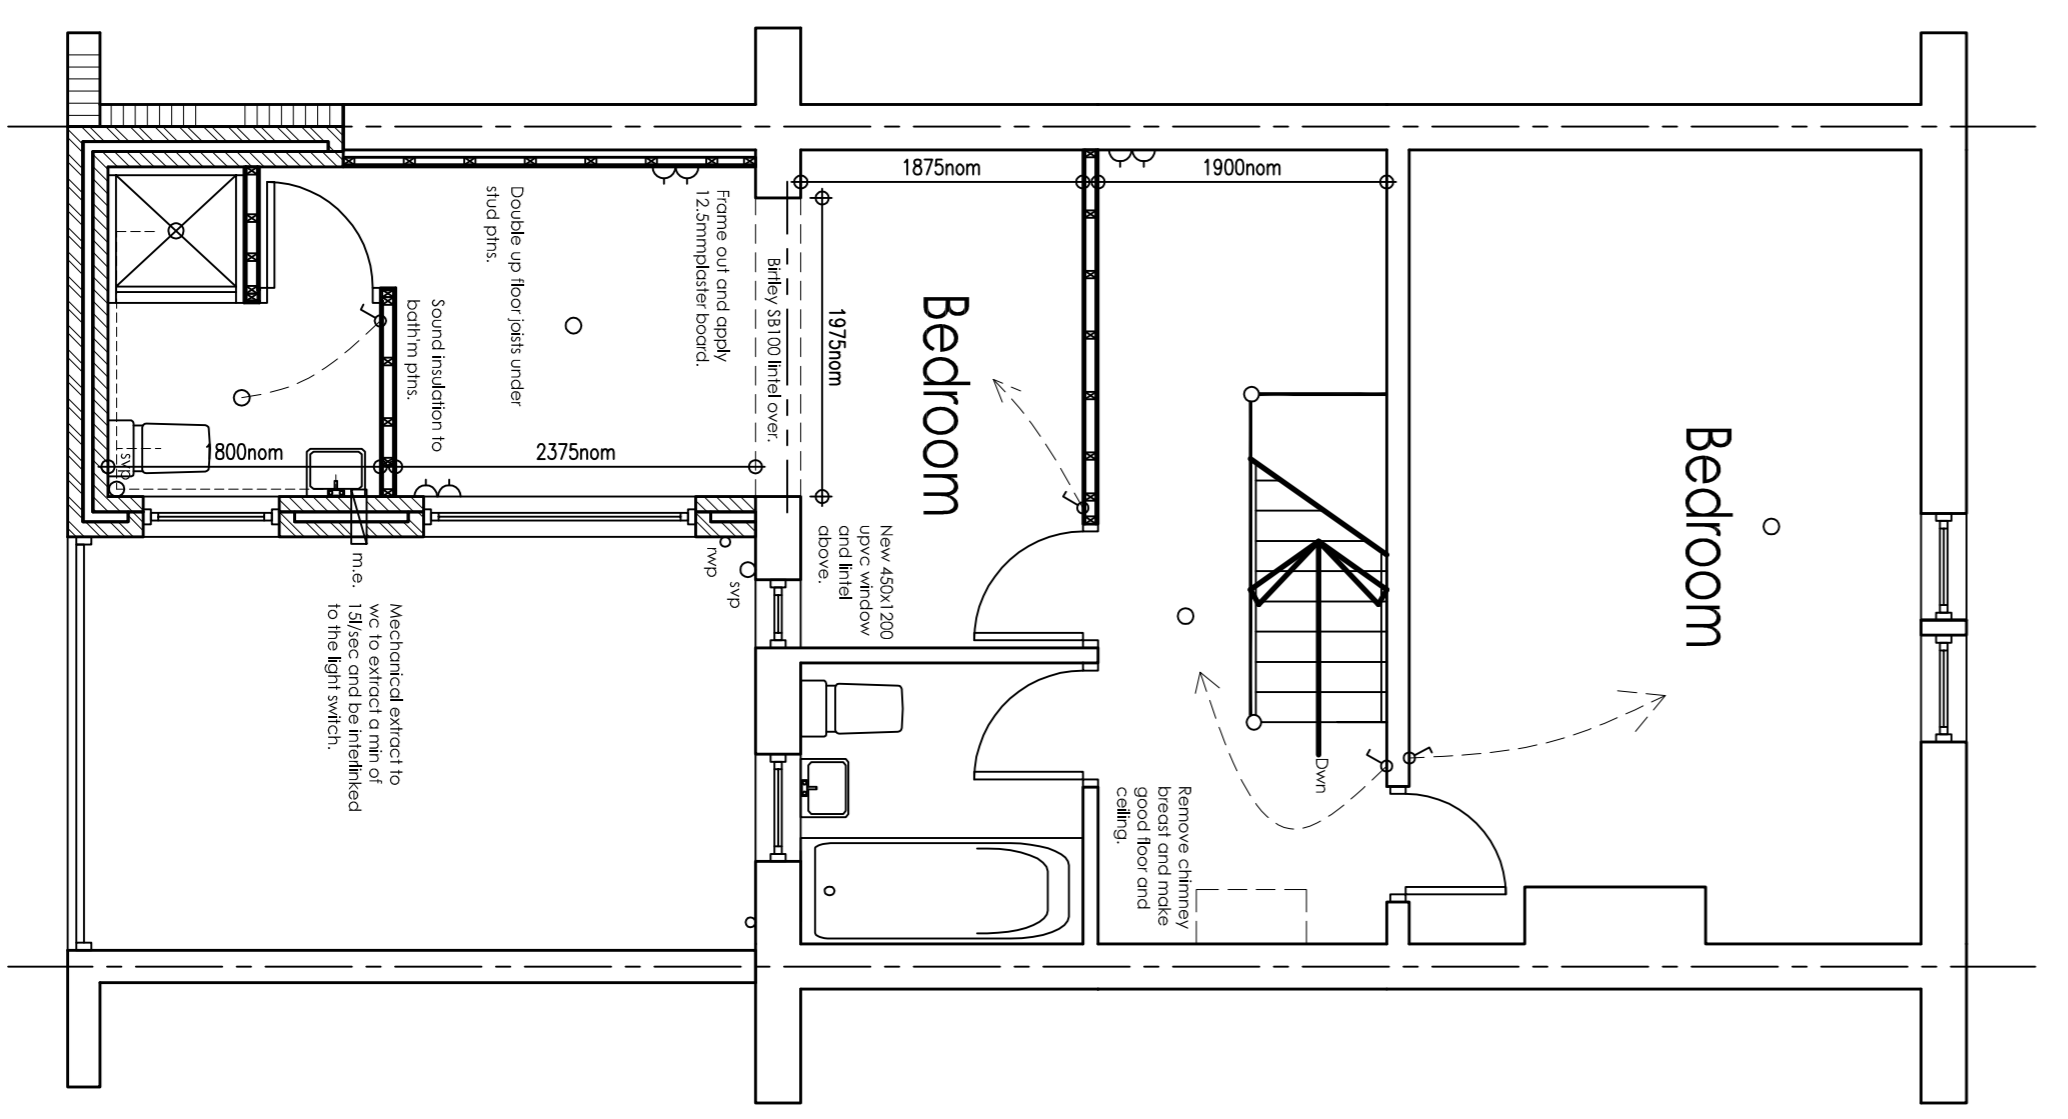 1875nom
1900nom
Frame out and apply
12.5mmplaster board.
Double up floor joists under
stud ptns.
Birtley SB100 lintel over.
1975nom
Bedroom
Sound insulation to
bath'm ptns.
Bedroom
1800nom
2375nom
svp
New 450x1200
upvc window
and lintel
above.
rwp
svp
m.e.
Mechanical extract to
wc to extract a min of
15l/sec and be interlinked
to the light switch.
Dwn
Remove chimney
breast and make
good floor and
ceiling.